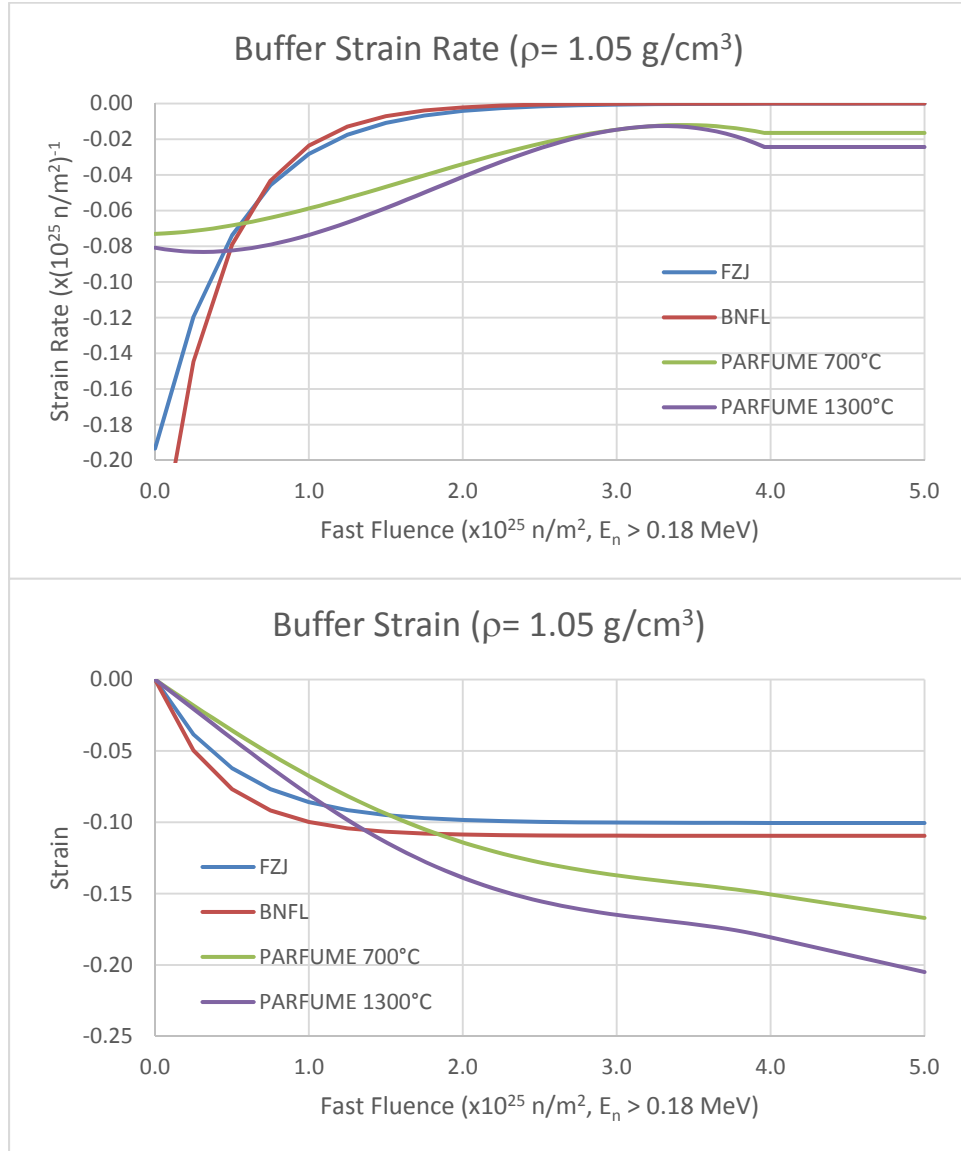 Buffer Strain Rate (ρ= 1.05 g/cm³)
0.00
-0.02
-0.04
-0.06
-0.08
-0.10
-0.12
-0.14
-0.16
-0.18
-0.20
Strain Rate (x(10²⁵ n/m²)⁻¹
FZJ
BNFL
PARFUME 700°C
PARFUME 1300°C
0.0 1.0 2.0 3.0 4.0 5.0
Fast Fluence (x10²⁵ n/m², Eₙ > 0.18 MeV)
Buffer Strain (ρ= 1.05 g/cm³)
0.00
-0.05
-0.10
-0.15
-0.20
-0.25
Strain
FZJ
BNFL
PARFUME 700°C
PARFUME 1300°C
0.0 1.0 2.0 3.0 4.0 5.0
Fast Fluence (x10²⁵ n/m², Eₙ > 0.18 MeV)